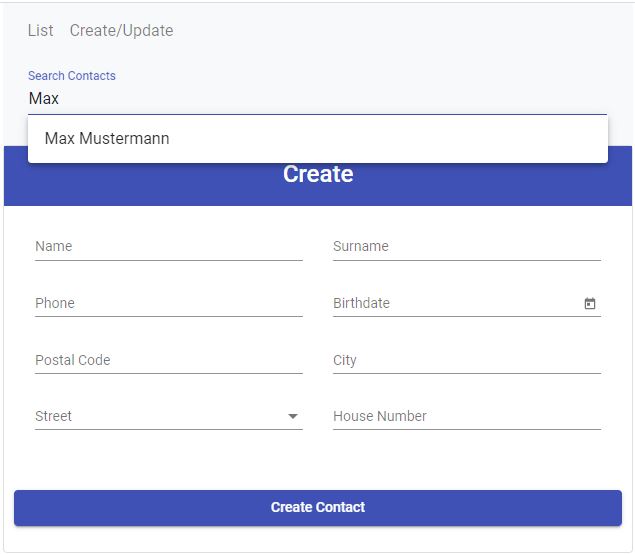 List Create/Update
Search Contacts
Max
Max Mustermann
Create
Name Surname
Phone Birthdate
Postal Code City
Street House Number
Create Contact